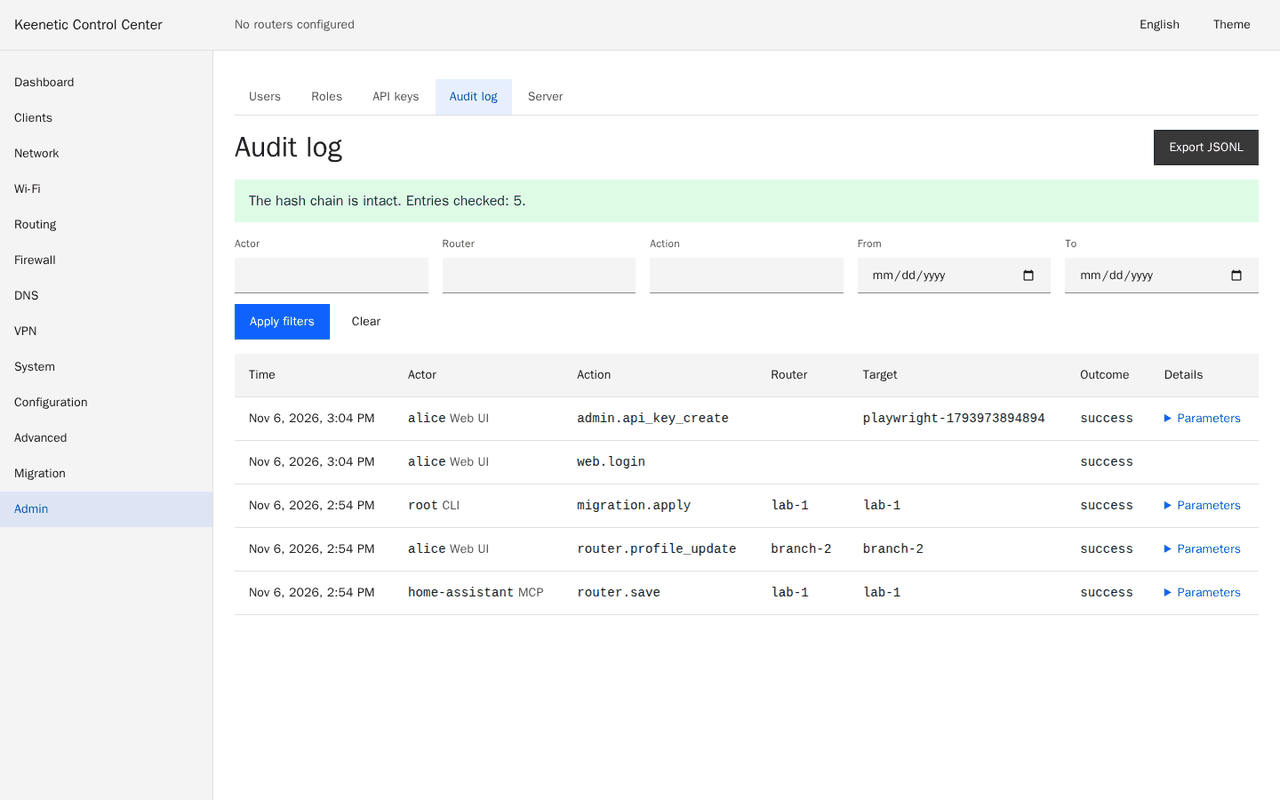 Keenetic Control Center
No routers configured
English
Theme
Dashboard
Clients
Network
Wi-Fi
Routing
Firewall
DNS
VPN
System
Configuration
Advanced
Migration
Admin
Users Roles API keys Audit log Server
Audit log
Export JSONL
The hash chain is intact. Entries checked: 5.
Actor Router Action From To
mm/dd/yyyy mm/dd/yyyy
Apply filters Clear
Time Actor Action Router Target Outcome Details
Nov 6, 2026, 3:04 PM alice Web UI admin.api_key_create playwright-1793973894894 success Parameters
Nov 6, 2026, 3:04 PM alice Web UI web.login success
Nov 6, 2026, 2:54 PM root CLI migration.apply lab-1 lab-1 success Parameters
Nov 6, 2026, 2:54 PM alice Web UI router.profile_update branch-2 branch-2 success Parameters
Nov 6, 2026, 2:54 PM home-assistant MCP router.save lab-1 lab-1 success Parameters